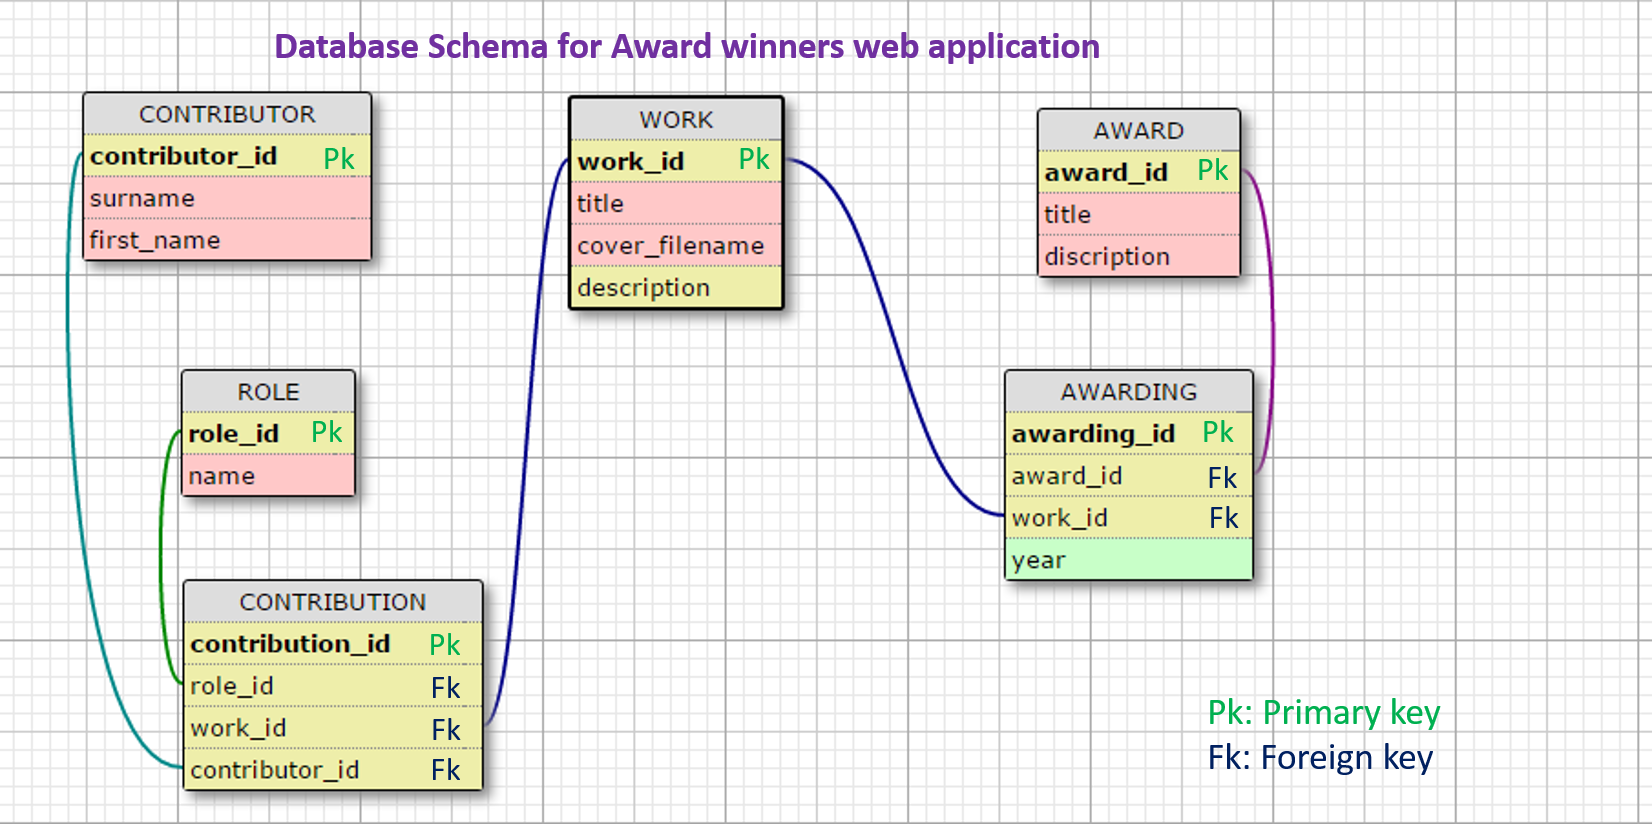 Database Schema for Award winners web application
CONTRIBUTOR
contributor_id Pk
surname
first_name
WORK
work_id Pk
title
cover_filename
description
AWARD
award_id Pk
title
discription
ROLE
role_id Pk
name
AWARDING
awarding_id Pk
award_id Fk
work_id Fk
year
CONTRIBUTION
contribution_id Pk
role_id Fk
work_id Fk
contributor_id Fk
Pk: Primary key
Fk: Foreign key